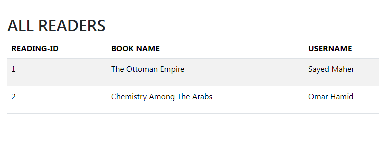 ALL READERS
READING-ID BOOK NAME USERNAME
1 The Ottoman Empire Sayed Maher
2 Chemistry Among The Arabs Omar Hamid